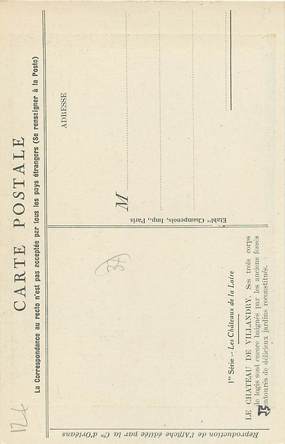 CARTE POSTALE
La Correspondance au recto n'est pas acceptée par tous les pays étrangers (Se renseigner à la Poste)
ADRESSE
M
Etabts Champenois, Imp., Paris
1re Série - Les Châteaux de la Loire
LE CHATEAU DE VILLANDRY. Ses trois corps
de logis sont encore baignés par les anciens fossés
entourés de délicieux jardins reconstitués.
Reproduction de l'Affiche éditée par la Cie d'Orléans